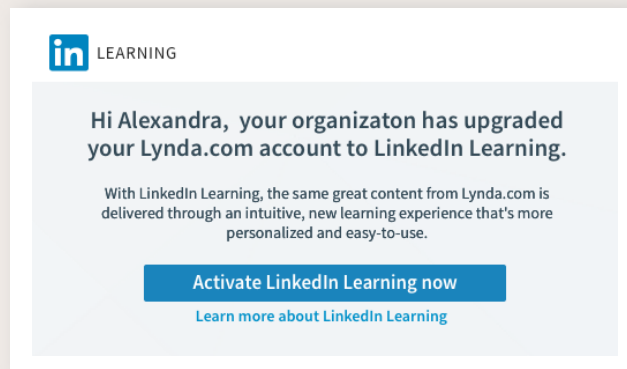 in LEARNING
Hi Alexandra, your organizaton has upgraded
your Lynda.com account to LinkedIn Learning.
With LinkedIn Learning, the same great content from Lynda.com is
delivered through an intuitive, new learning experience that's more
personalized and easy-to-use.
Activate LinkedIn Learning now
Learn more about LinkedIn Learning